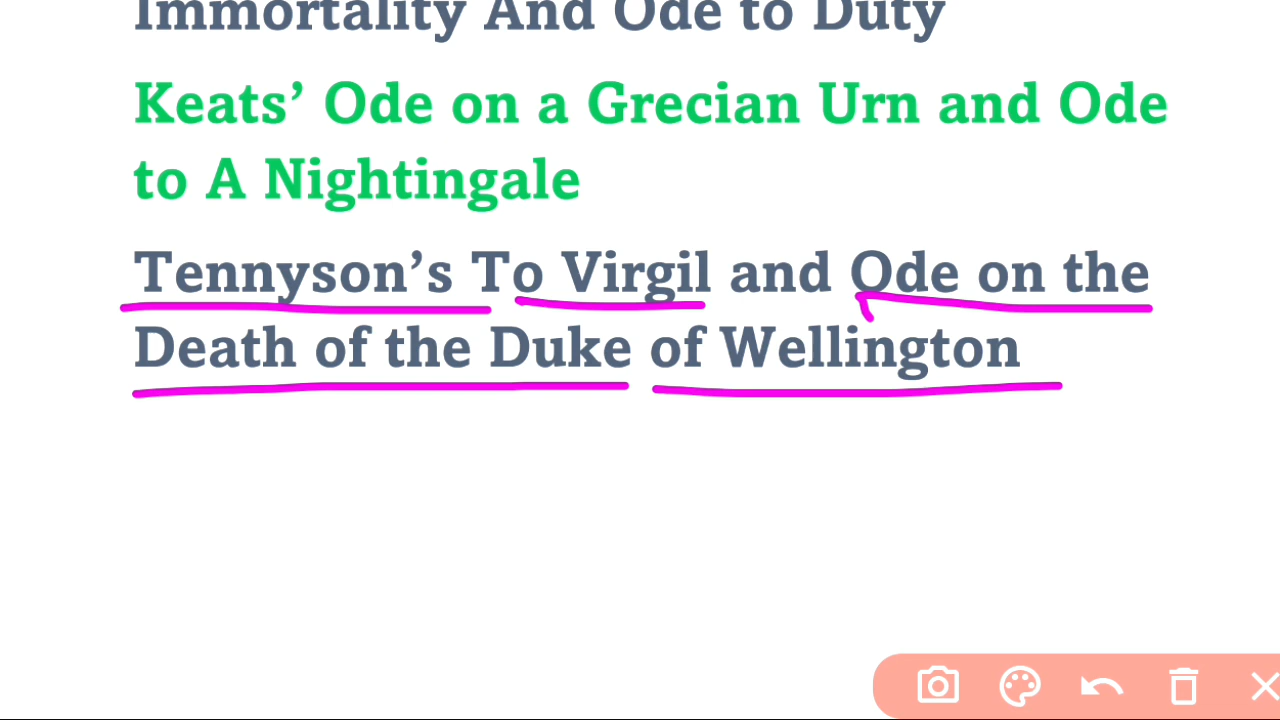 Immortality And Ode to Duty
Keats’ Ode on a Grecian Urn and Ode
to A Nightingale
Tennyson’s To Virgil and Ode on the
Death of the Duke of Wellington